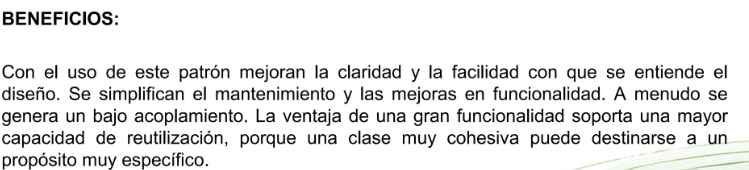 BENEFICIOS:
Con el uso de este patrón mejoran la claridad y la facilidad con que se entiende el
diseño. Se simplifican el mantenimiento y las mejoras en funcionalidad. A menudo se
genera un bajo acoplamiento. La ventaja de una gran funcionalidad soporta una mayor
capacidad de reutilización, porque una clase muy cohesiva puede destinarse a un
propósito muy específico.